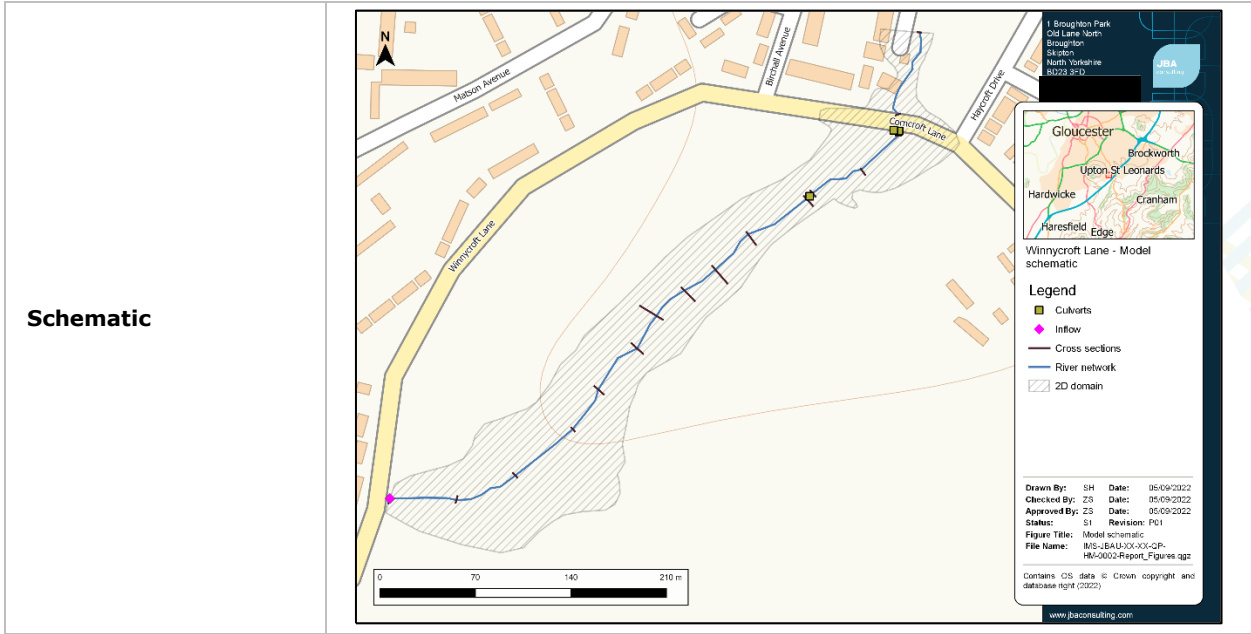 Schematic
N
Matson Avenue
Birchall Avenue
Haycroft Drive
Corncroft Lane
Winnycroft Lane
0 70 140 210 m
1 Broughton Park
Old Lane North
Broughton
Skipton
North Yorkshire
BD23 3FD
JBA
consulting
Gloucester
Brockworth
Upton St Leonards
Hardwicke
Cranham
Haresfield
Edge
Winnycroft Lane - Model
schematic
Legend
Culverts
Inflow
Cross sections
River network
2D domain
Drawn By: SH Date: 05/09/2022
Checked By: ZS Date: 05/09/2022
Approved By: ZS Date: 05/09/2022
Status: S1 Revision: P01
Figure Title: Model schematic
File Name: IMS-JBAU-XX-XX-QP-
HM-0002-Report_Figures.qgz
Contains OS data © Crown copyright and
database right (2022)
www.jbaconsulting.com